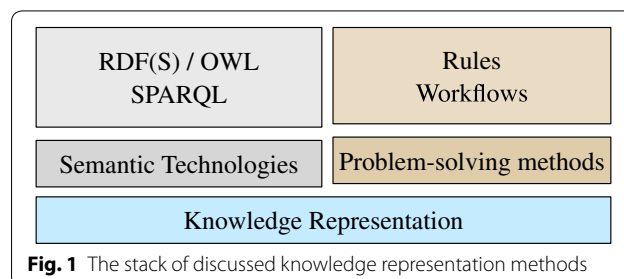 RDF(S) / OWL
SPARQL
Rules
Workflows
Semantic Technologies
Problem-solving methods
Knowledge Representation
Fig. 1 The stack of discussed knowledge representation methods